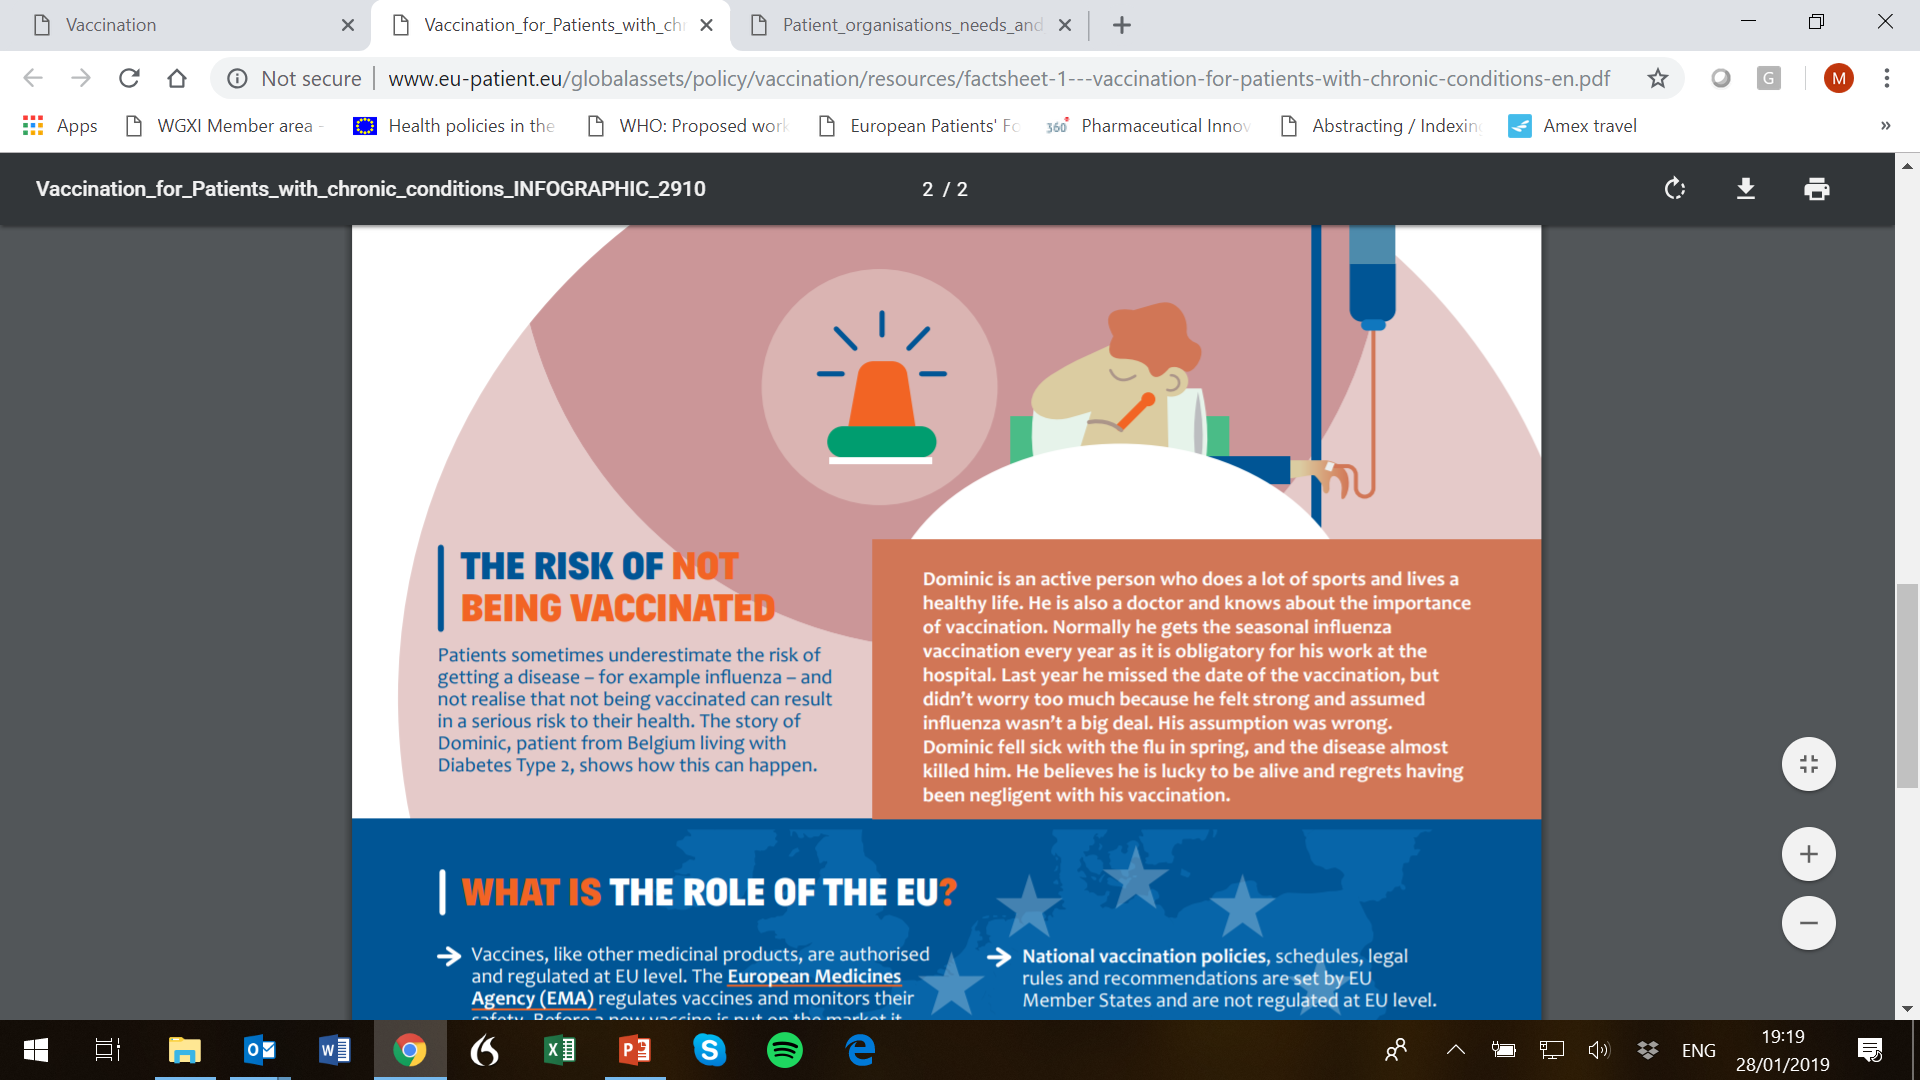 Vaccination
Vaccination_for_Patients_with_ch
Patient_organisations_needs_and
Not secure
www.eu-patient.eu/globalassets/policy/vaccination/resources/factsheet-1---vaccination-for-patients-with-chronic-conditions-en.pdf
G
M
Apps
WGXI Member area -
Health policies in the
WHO: Proposed work
European Patients' Fo
360°
Pharmaceutical Innov
Abstracting / Indexing
Amex travel
»
Vaccination_for_Patients_with_chronic_conditions_INFOGRAPHIC_2910
2 / 2
THE RISK OF NOT
BEING VACCINATED
Patients sometimes underestimate the risk of
getting a disease – for example influenza – and
not realise that not being vaccinated can result
in a serious risk to their health. The story of
Dominic, patient from Belgium living with
Diabetes Type 2, shows how this can happen.
Dominic is an active person who does a lot of sports and lives a
healthy life. He is also a doctor and knows about the importance
of vaccination. Normally he gets the seasonal influenza
vaccination every year as it is obligatory for his work at the
hospital. Last year he missed the date of the vaccination, but
didn't worry too much because he felt strong and assumed
influenza wasn't a big deal. His assumption was wrong.
Dominic fell sick with the flu in spring, and the disease almost
killed him. He believes he is lucky to be alive and regrets having
been negligent with his vaccination.
WHAT IS THE ROLE OF THE EU?
Vaccines, like other medicinal products, are authorised
and regulated at EU level. The European Medicines
Agency (EMA) regulates vaccines and monitors their
safety. Before a new vaccine is put on the market it
National vaccination policies, schedules, legal
rules and recommendations are set by EU
Member States and are not regulated at EU level.
ENG
19:19
28/01/2019